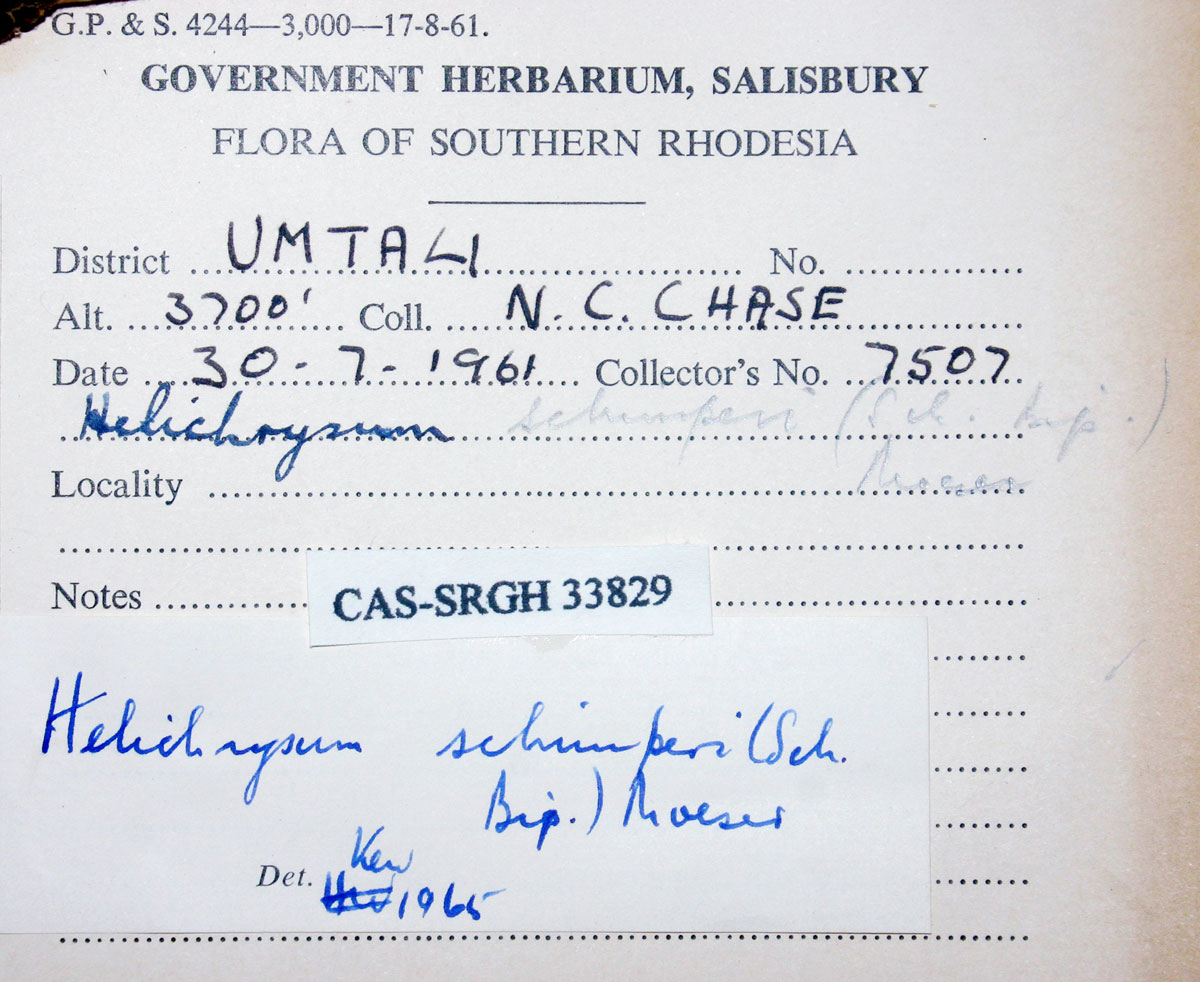 G.P. & S. 4244—3,000—17-8-61.
GOVERNMENT HERBARIUM, SALISBURY
FLORA OF SOUTHERN RHODESIA
District UMTALI No.
Alt. 3700' Coll. N. C. CHASE
Date 30-7-1961 Collector's No. 7507
Helichrysum schimperi (Sch. Bip.)
Moeser
Locality
Notes
CAS-SRGH 33829
Helichrysum schimperi (Sch.
Bip.) Moeser
Kew
Det. 1965